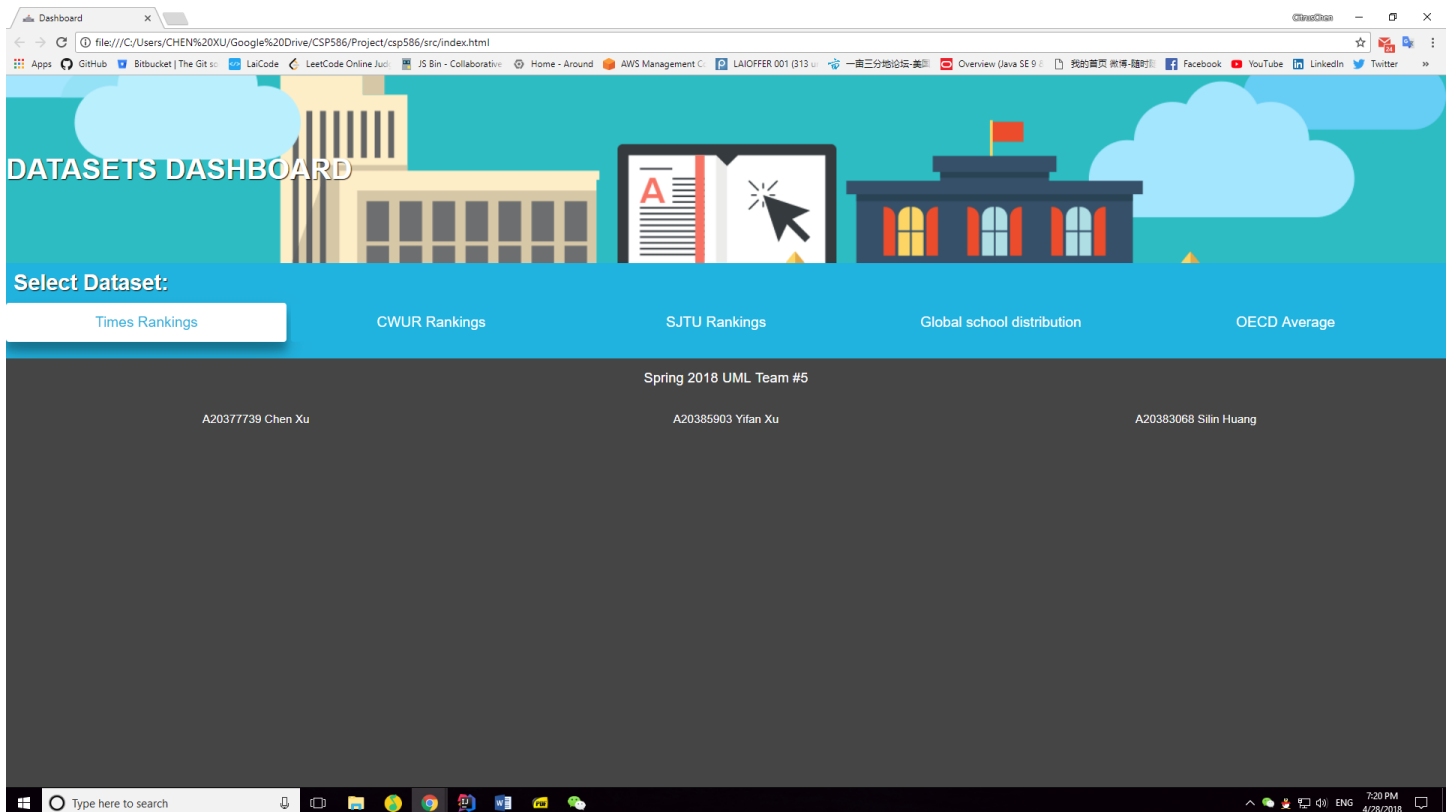 Dashboard
CitrusChen
file:///C:/Users/CHEN%20XU/Google%20Drive/CSP586/Project/csp586/src/index.html
24
Apps GitHub Bitbucket | The Git so LaiCode LeetCode Online Jud JS Bin - Collaborative Home - Around AWS Management C LAIOFFER 001 (313 u 一亩三分地论坛-美国 Overview (Java SE 9 & 我的首页 微博-随时 Facebook YouTube LinkedIn Twitter »
DATASETS DASHBOARD
A
Select Dataset:
Times Rankings CWUR Rankings SJTU Rankings Global school distribution OECD Average
Spring 2018 UML Team #5
A20377739 Chen Xu A20385903 Yifan Xu A20383068 Silin Huang
Type here to search
ENG
7:20 PM
4/28/2018